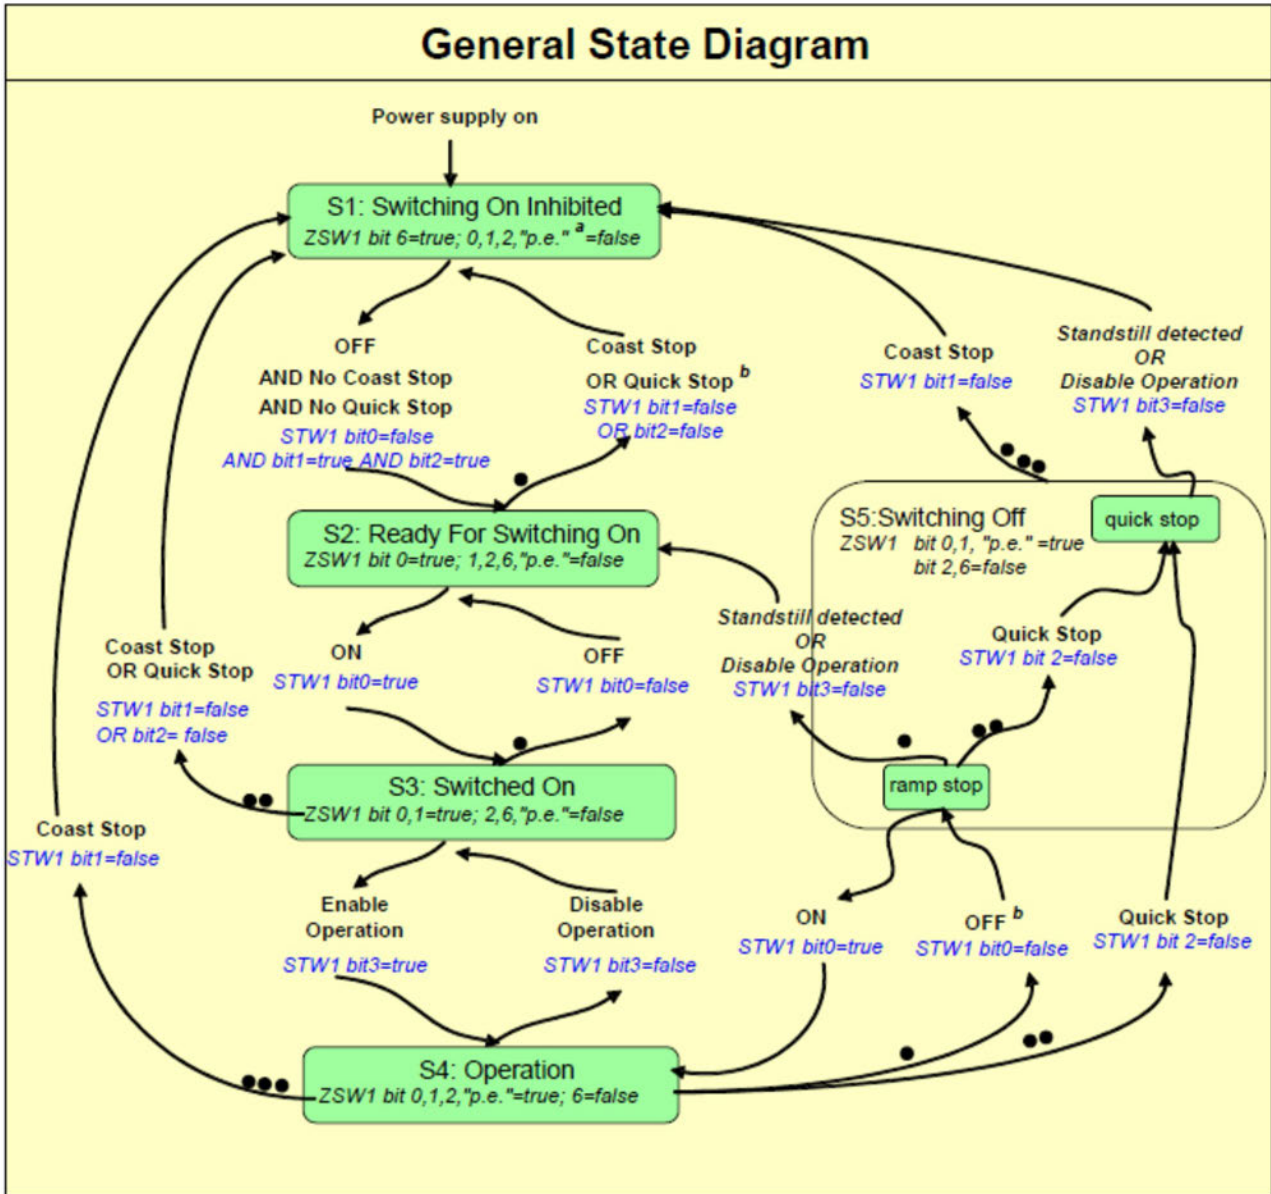 General State Diagram
Power supply on
S1: Switching On Inhibited
ZSW1 bit 6=true; 0,1,2,"p.e." a =false
OFF
AND No Coast Stop
AND No Quick Stop
STW1 bit0=false
AND bit1=true AND bit2=true
Coast Stop
OR Quick Stop b
STW1 bit1=false
OR bit2=false
Coast Stop
STW1 bit1=false
Standstill detected
OR
Disable Operation
STW1 bit3=false
S2: Ready For Switching On
ZSW1 bit 0=true; 1,2,6,"p.e."=false
S5:Switching Off
ZSW1 bit 0,1, "p.e." =true
bit 2,6=false
quick stop
Coast Stop
OR Quick Stop
STW1 bit1=false
OR bit2= false
ON
STW1 bit0=true
OFF
STW1 bit0=false
Standstill detected
OR
Disable Operation
STW1 bit3=false
Quick Stop
STW1 bit 2=false
S3: Switched On
ZSW1 bit 0,1=true; 2,6,"p.e."=false
ramp stop
Coast Stop
STW1 bit1=false
Enable
Operation
STW1 bit3=true
Disable
Operation
STW1 bit3=false
ON
STW1 bit0=true
OFF b
STW1 bit0=false
Quick Stop
STW1 bit 2=false
S4: Operation
ZSW1 bit 0,1,2,"p.e."=true; 6=false